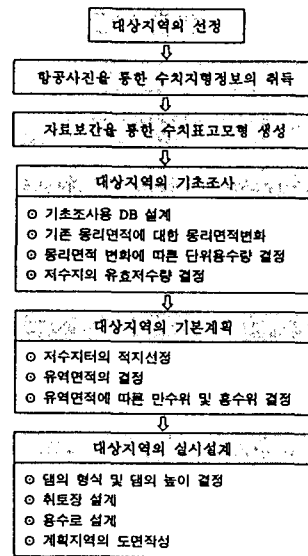 대상지역의 선정
항공사진을 통한 수치지형정보의 취득
자료보간을 통한 수치표고모형 생성
대상지역의 기초조사
⊙ 기초조사용 DB 설계
⊙ 기존 몽리면적에 대한 몽리면적변화
⊙ 몽리면적 변화에 따른 단위용수량 결정
⊙ 저수지의 유효저수량 결정
대상지역의 기본계획
⊙ 저수지터의 적지선정
⊙ 유역면적의 결정
⊙ 유역면적에 따른 만수위 및 홍수위 결정
대상지역의 실시설계
⊙ 댐의 형식 및 댐의 높이 결정
⊙ 취토장 설계
⊙ 용수로 설계
⊙ 계획지역의 도면작성